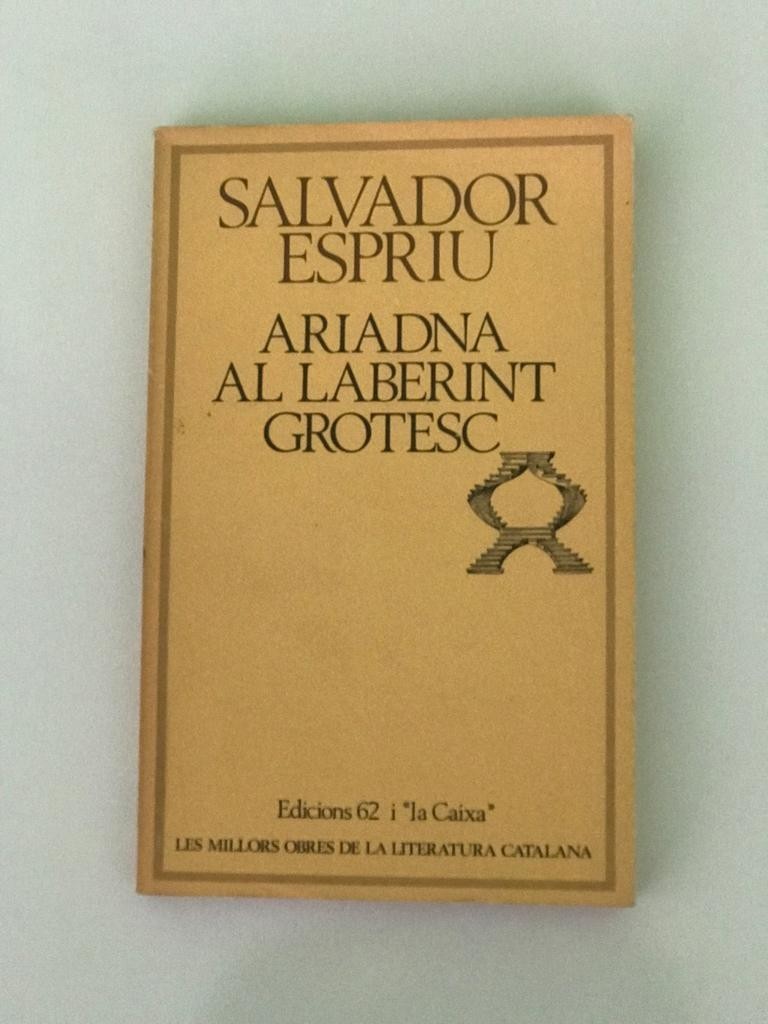 SALVADOR
ESPRIU
ARIADNA
AL LABERINT
GROTESC
Edicions 62 i "la Caixa"
LES MILLORS OBRES DE LA LITERATURA CATALANA